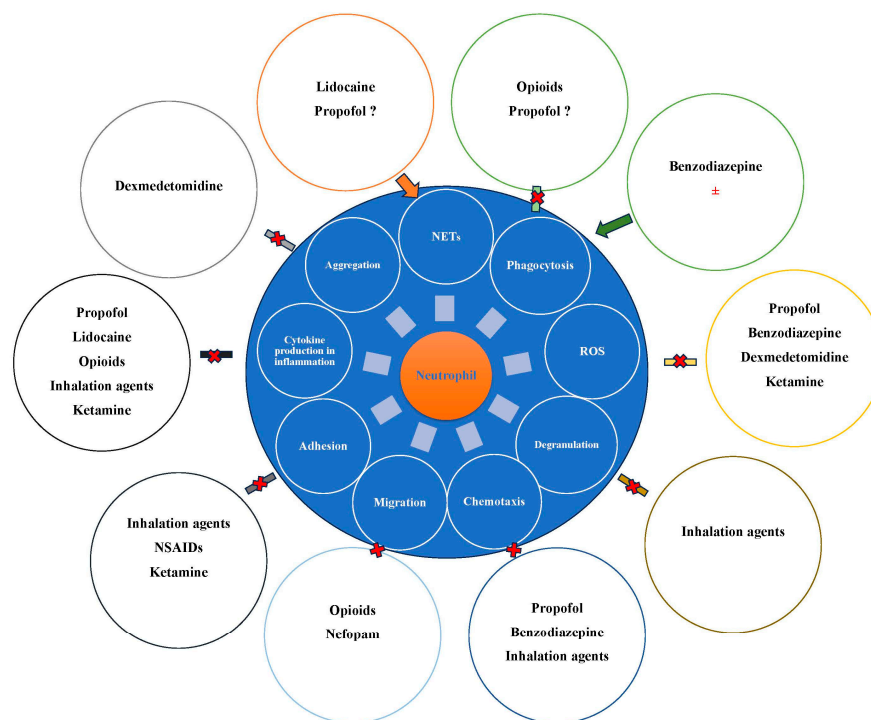 Lidocaine
Propofol ?
Opioids
Propofol ?
Benzodiazepine
±
Dexmedetomidine
NETs
Aggregation
Phagocytosis
Propofol
Lidocaine
Opioids
Inhalation agents
Ketamine
Cytokine
production in
inflammation
ROS
Propofol
Benzodiazepine
Dexmedetomidine
Ketamine
Neutrophil
Adhesion
Degranulation
Migration
Chemotaxis
Inhalation agents
NSAIDs
Ketamine
Inhalation agents
Opioids
Nefopam
Propofol
Benzodiazepine
Inhalation agents